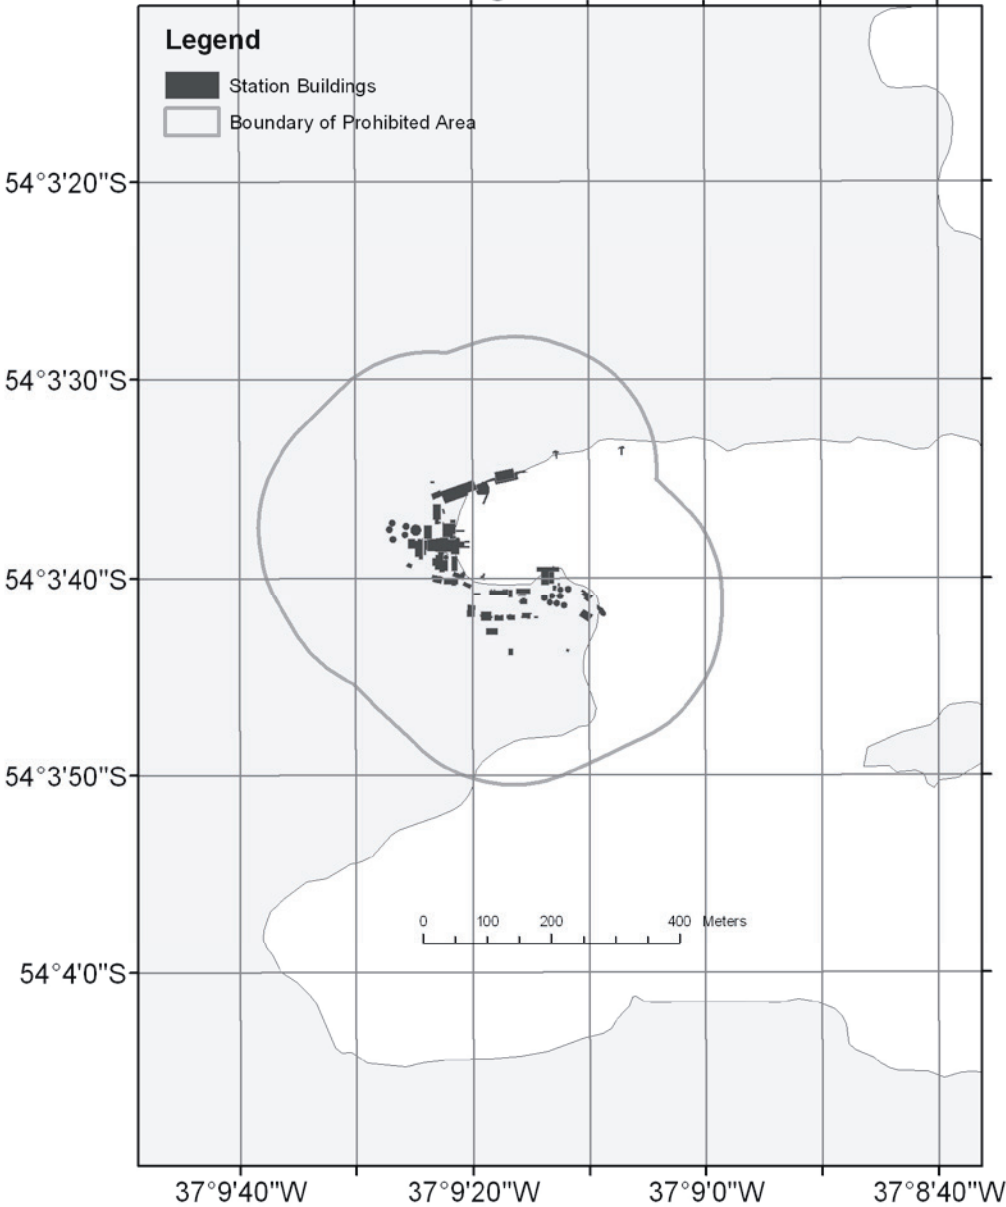 Legend
Station Buildings
Boundary of Prohibited Area
54°3'20"S
54°3'30"S
54°3'40"S
54°3'50"S
0 100 200 400 Meters
54°4'0"S
37°9'40"W 37°9'20"W 37°9'0"W 37°8'40"W